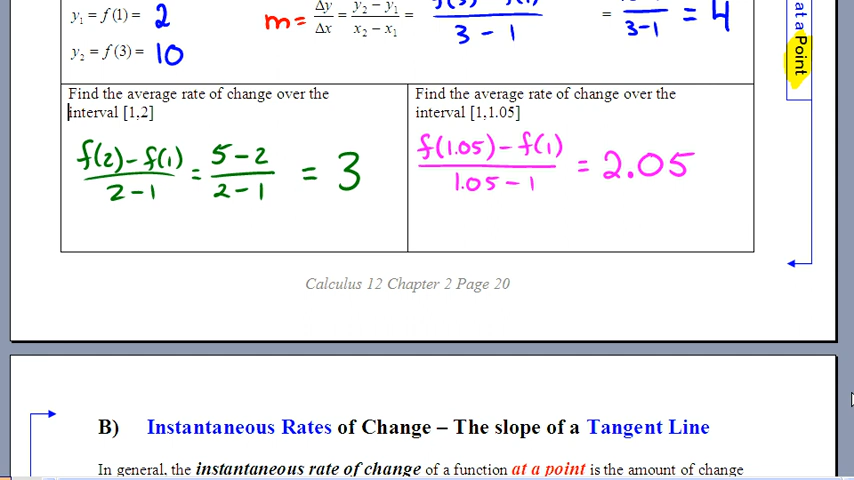 y₁ = f(1) = 2
m = Δy/Δx = (y₂ − y₁)/(x₂ − x₁) = /(3 − 1) = /(3-1) = 4
y₂ = f(3) = 10
at a Point
Find the average rate of change over the
interval [1,2]
(f(2) − f(1))/(2 − 1) = (5 − 2)/(2 − 1) = 3
Find the average rate of change over the
interval [1,1.05]
(f(1.05) − f(1))/(1.05 − 1) = 2.05
Calculus 12 Chapter 2 Page 20
B) Instantaneous Rates of Change – The slope of a Tangent Line
In general, the instantaneous rate of change of a function at a point is the amount of change